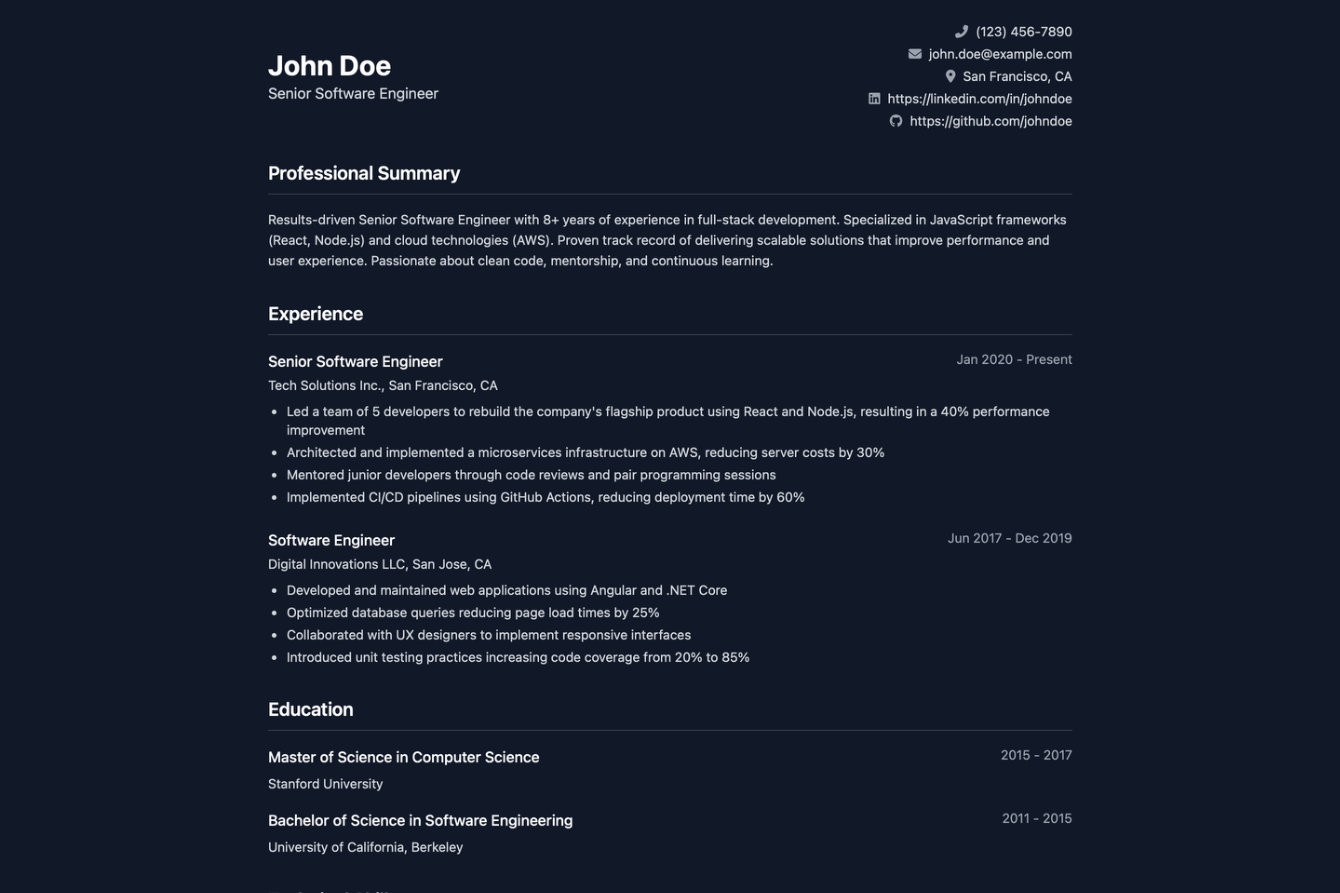 John Doe
Senior Software Engineer
(123) 456-7890
john.doe@example.com
San Francisco, CA
https://linkedin.com/in/johndoe
https://github.com/johndoe
Professional Summary
Results-driven Senior Software Engineer with 8+ years of experience in full-stack development. Specialized in JavaScript frameworks
(React, Node.js) and cloud technologies (AWS). Proven track record of delivering scalable solutions that improve performance and
user experience. Passionate about clean code, mentorship, and continuous learning.
Experience
Senior Software Engineer
Jan 2020 - Present
Tech Solutions Inc., San Francisco, CA
• Led a team of 5 developers to rebuild the company's flagship product using React and Node.js, resulting in a 40% performance
improvement
• Architected and implemented a microservices infrastructure on AWS, reducing server costs by 30%
• Mentored junior developers through code reviews and pair programming sessions
• Implemented CI/CD pipelines using GitHub Actions, reducing deployment time by 60%
Software Engineer
Jun 2017 - Dec 2019
Digital Innovations LLC, San Jose, CA
• Developed and maintained web applications using Angular and .NET Core
• Optimized database queries reducing page load times by 25%
• Collaborated with UX designers to implement responsive interfaces
• Introduced unit testing practices increasing code coverage from 20% to 85%
Education
Master of Science in Computer Science
2015 - 2017
Stanford University
Bachelor of Science in Software Engineering
2011 - 2015
University of California, Berkeley